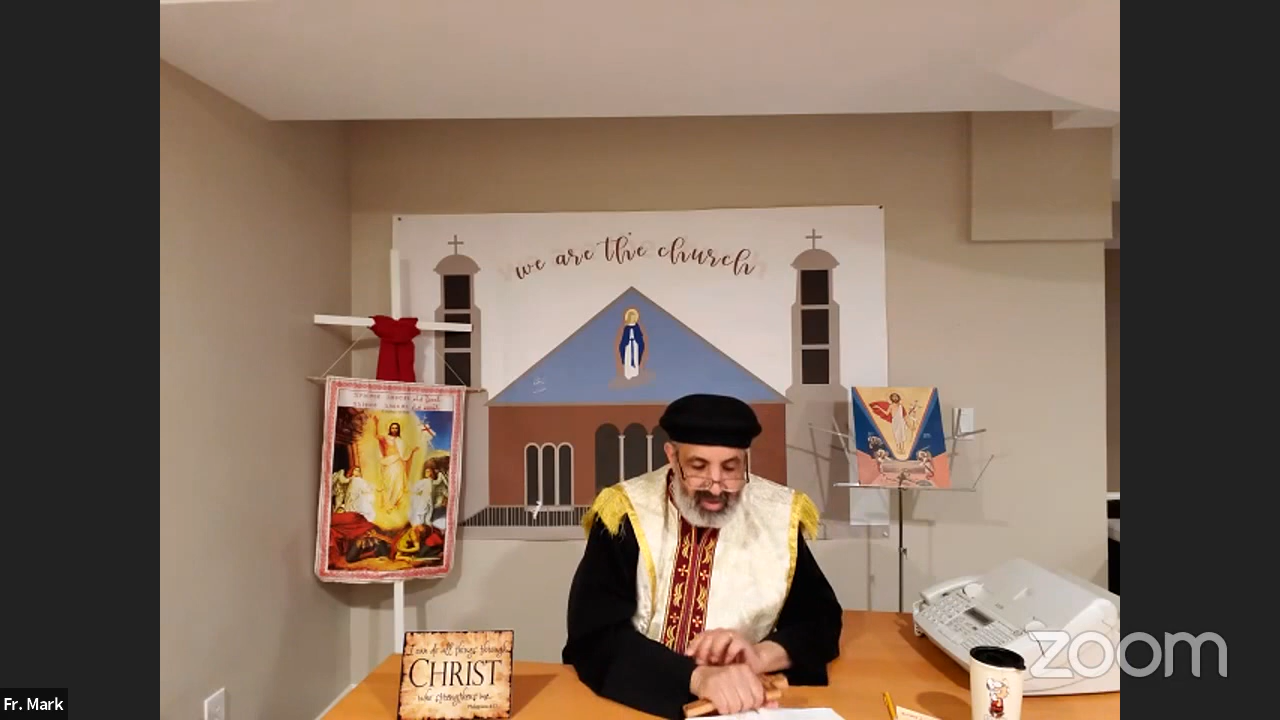 we are the church
I can do all things through
CHRIST
who strengthens me.
Fr. Mark
zoom